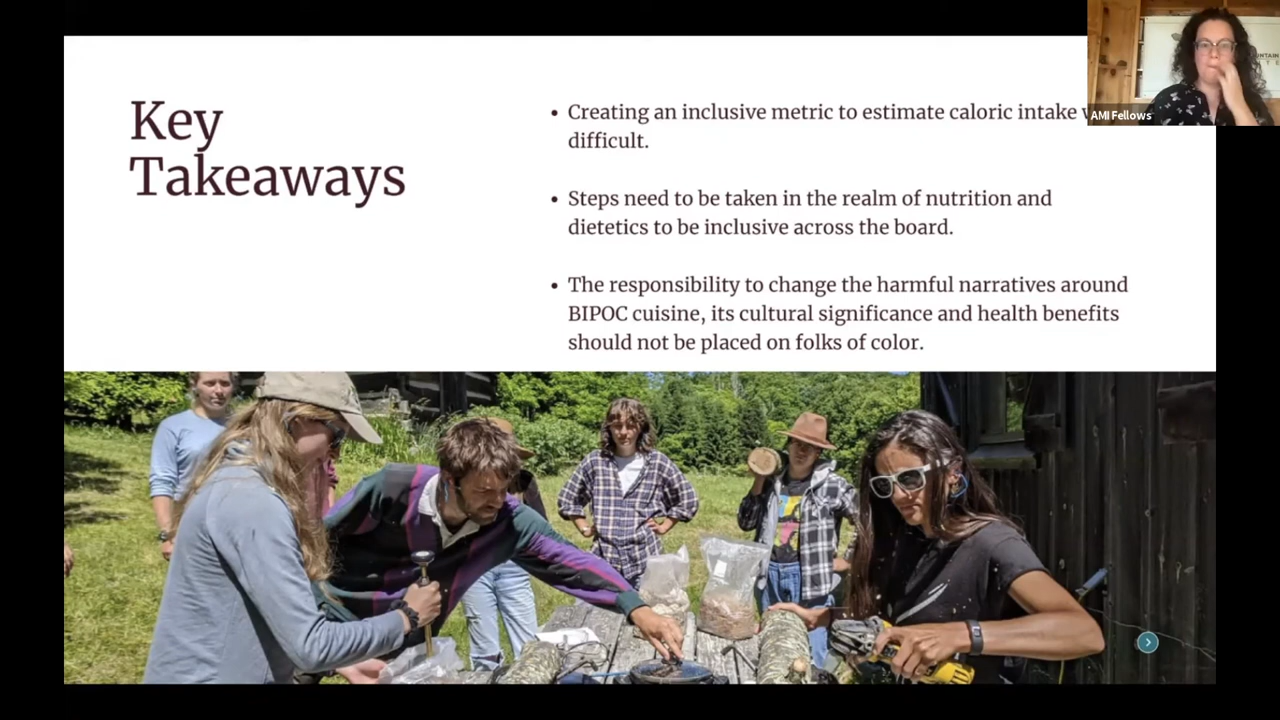 Key
Takeaways
• Creating an inclusive metric to estimate caloric intake
difficult.
• Steps need to be taken in the realm of nutrition and
dietetics to be inclusive across the board.
• The responsibility to change the harmful narratives around
BIPOC cuisine, its cultural significance and health benefits
should not be placed on folks of color.
AMI Fellows